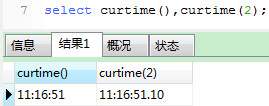 7 select curtime(),curtime(2);
信息 结果1 概况 状态
curtime() curtime(2)
11:16:51 11:16:51.10